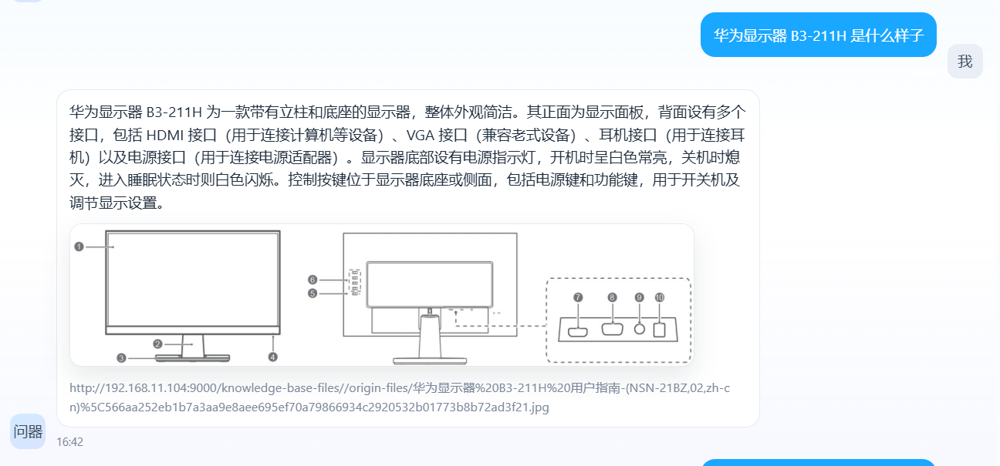 华为显示器 B3-211H 是什么样子
我
华为显示器 B3-211H 为一款带有立柱和底座的显示器，整体外观简洁。其正面为显示面板，背面设有多个
接口，包括 HDMI 接口（用于连接计算机等设备）、VGA 接口（兼容老式设备）、耳机接口（用于连接耳
机）以及电源接口（用于连接电源适配器）。显示器底部设有电源指示灯，开机时呈白色常亮，关机时熄
灭，进入睡眠状态时则白色闪烁。控制按键位于显示器底座或侧面，包括电源键和功能键，用于开关机及
调节显示设置。
1
2
3
4
6
5
7
8
9
10
http://192.168.11.104:9000/knowledge-base-files//origin-files/华为显示器%20B3-211H%20用户指南-(NSN-21BZ,02,zh-c
n)%5C566aa252eb1b7a3aa9e8aee695ef70a79866934c2920532b01773b8b72ad3f21.jpg
问器
16:42